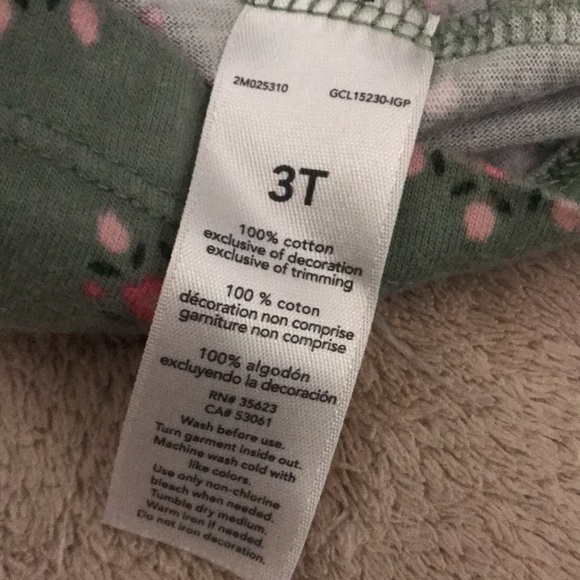 2M025310 GCL15230-IGP
3T
100% cotton
exclusive of decoration
exclusive of trimming
100 % coton
décoration non comprise
garniture non comprise
100% algodón
excluyendo la decoración
RN# 35623
CA# 53061
Wash before use.
Turn garment inside out.
Machine wash cold with
like colors.
Use only non-chlorine
bleach when needed.
Tumble dry medium.
Warm iron if needed.
Do not iron decoration.